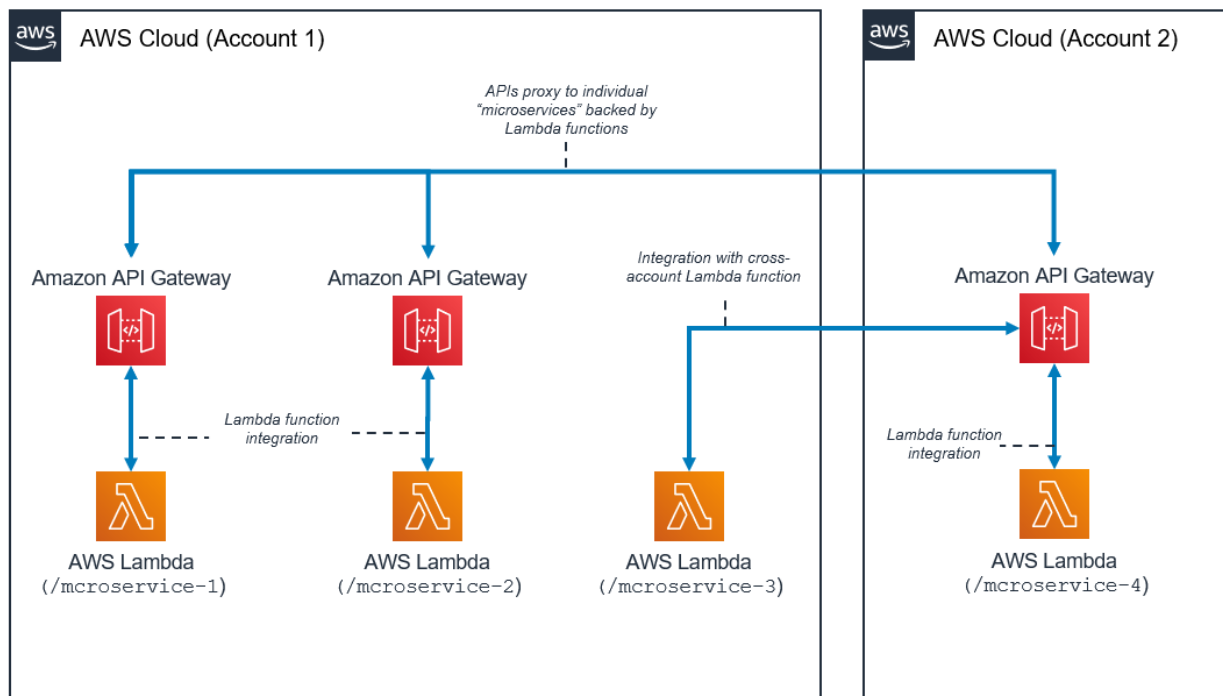 aws
AWS Cloud (Account 1)
aws
AWS Cloud (Account 2)
APIs proxy to individual
“microservices” backed by
Lambda functions
Amazon API Gateway
</>
Amazon API Gateway
</>
Integration with cross-
account Lambda function
Amazon API Gateway
</>
Lambda function
integration
Lambda function
integration
AWS Lambda
(/mcroservice-1)
AWS Lambda
(/mcroservice-2)
AWS Lambda
(/mcroservice-3)
AWS Lambda
(/mcroservice-4)